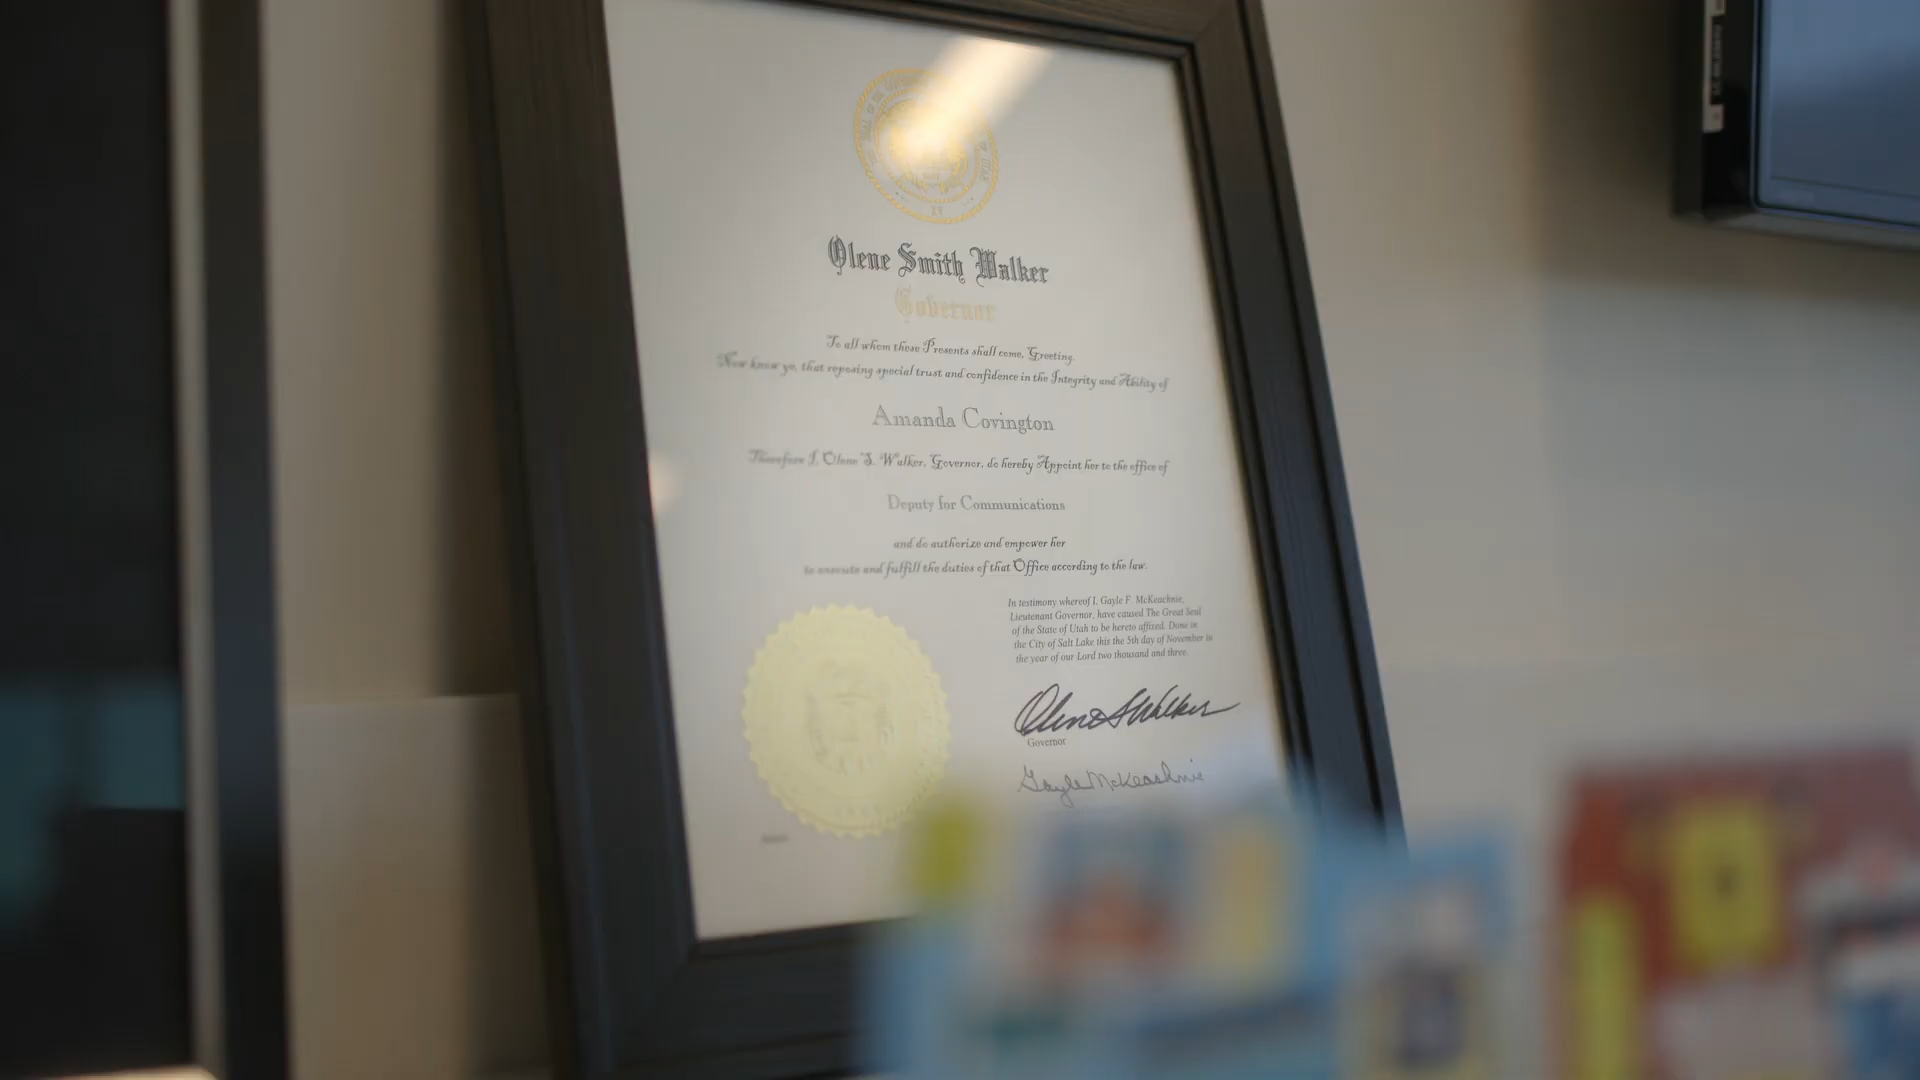 Olene Smith Walker
Governor
To all whom these Presents shall come, Greeting.
Now know ye, that reposing special trust and confidence in the Integrity and Ability of
Amanda Covington
Therefore I, Olene S. Walker, Governor, do hereby Appoint her to the office of
Deputy for Communications
and do authorize and empower her
to execute and fulfill the duties of that Office according to the law.
In testimony whereof I, Gayle F. McKeachnie,
Lieutenant Governor, have caused The Great Seal
of the State of Utah to be hereto affixed. Done in
the City of Salt Lake this the 5th day of November in
the year of our Lord two thousand and three.
Olene S Walker
Governor
Gayle McKeachnie